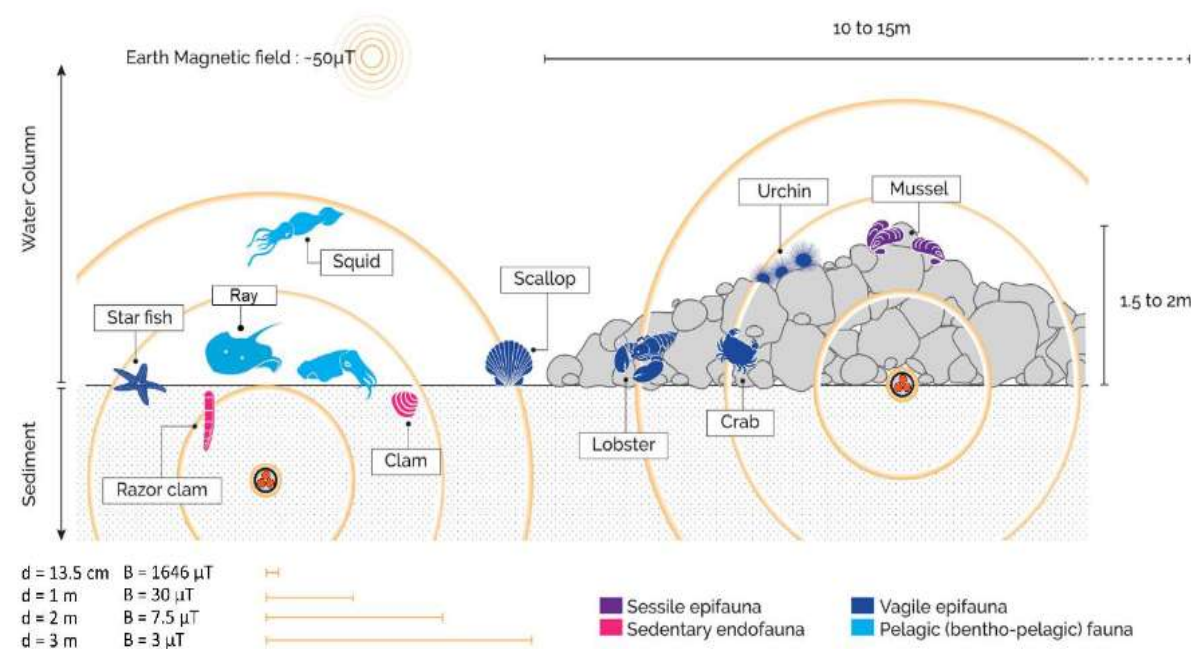 Earth Magnetic field : ~50µT
10 to 15m
Water Column
Urchin
Mussel
Squid
Scallop
Ray
Star fish
1.5 to 2m
Sediment
Lobster
Crab
Clam
Razor clam
d = 13.5 cm B = 1646 µT
d = 1 m B = 30 µT
d = 2 m B = 7.5 µT
d = 3 m B = 3 µT
Sessile epifauna
Vagile epifauna
Sedentary endofauna
Pelagic (bentho-pelagic) fauna